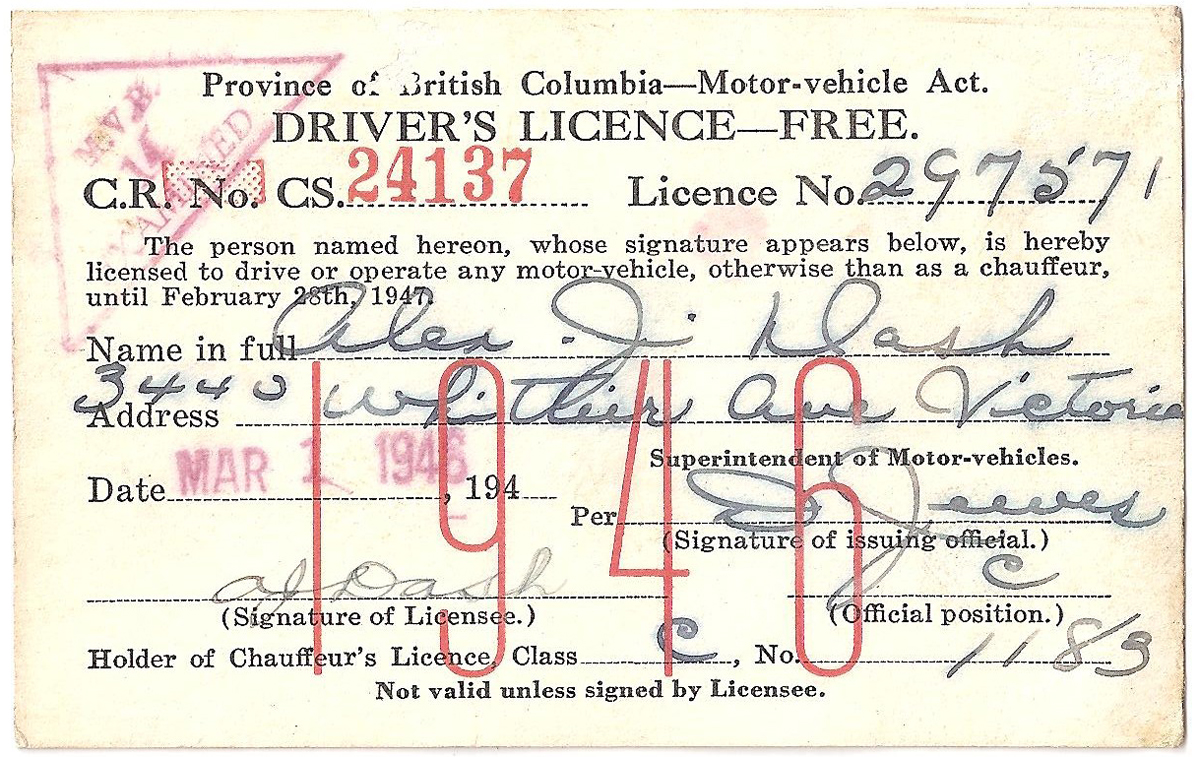 Province of British Columbia—Motor-vehicle Act.
DRIVER'S LICENCE—FREE.
M.V.B.
C.R. No. CS. 24137 Licence No. 297571
The person named hereon, whose signature appears below, is hereby
licensed to drive or operate any motor-vehicle, otherwise than as a chauffeur,
until February 28th, 1947.
Name in full Alex. J. Dash
Address 3440 Whittier Ave Victoria
Superintendent of Motor-vehicles.
Date MAR 1 1946, 194
Per J Jeeves
(Signature of issuing official.)
AJ Dash C
(Signature of Licensee.) (Official position.)
1946
Holder of Chauffeur's Licence, Class C, No. 1183
Not valid unless signed by Licensee.